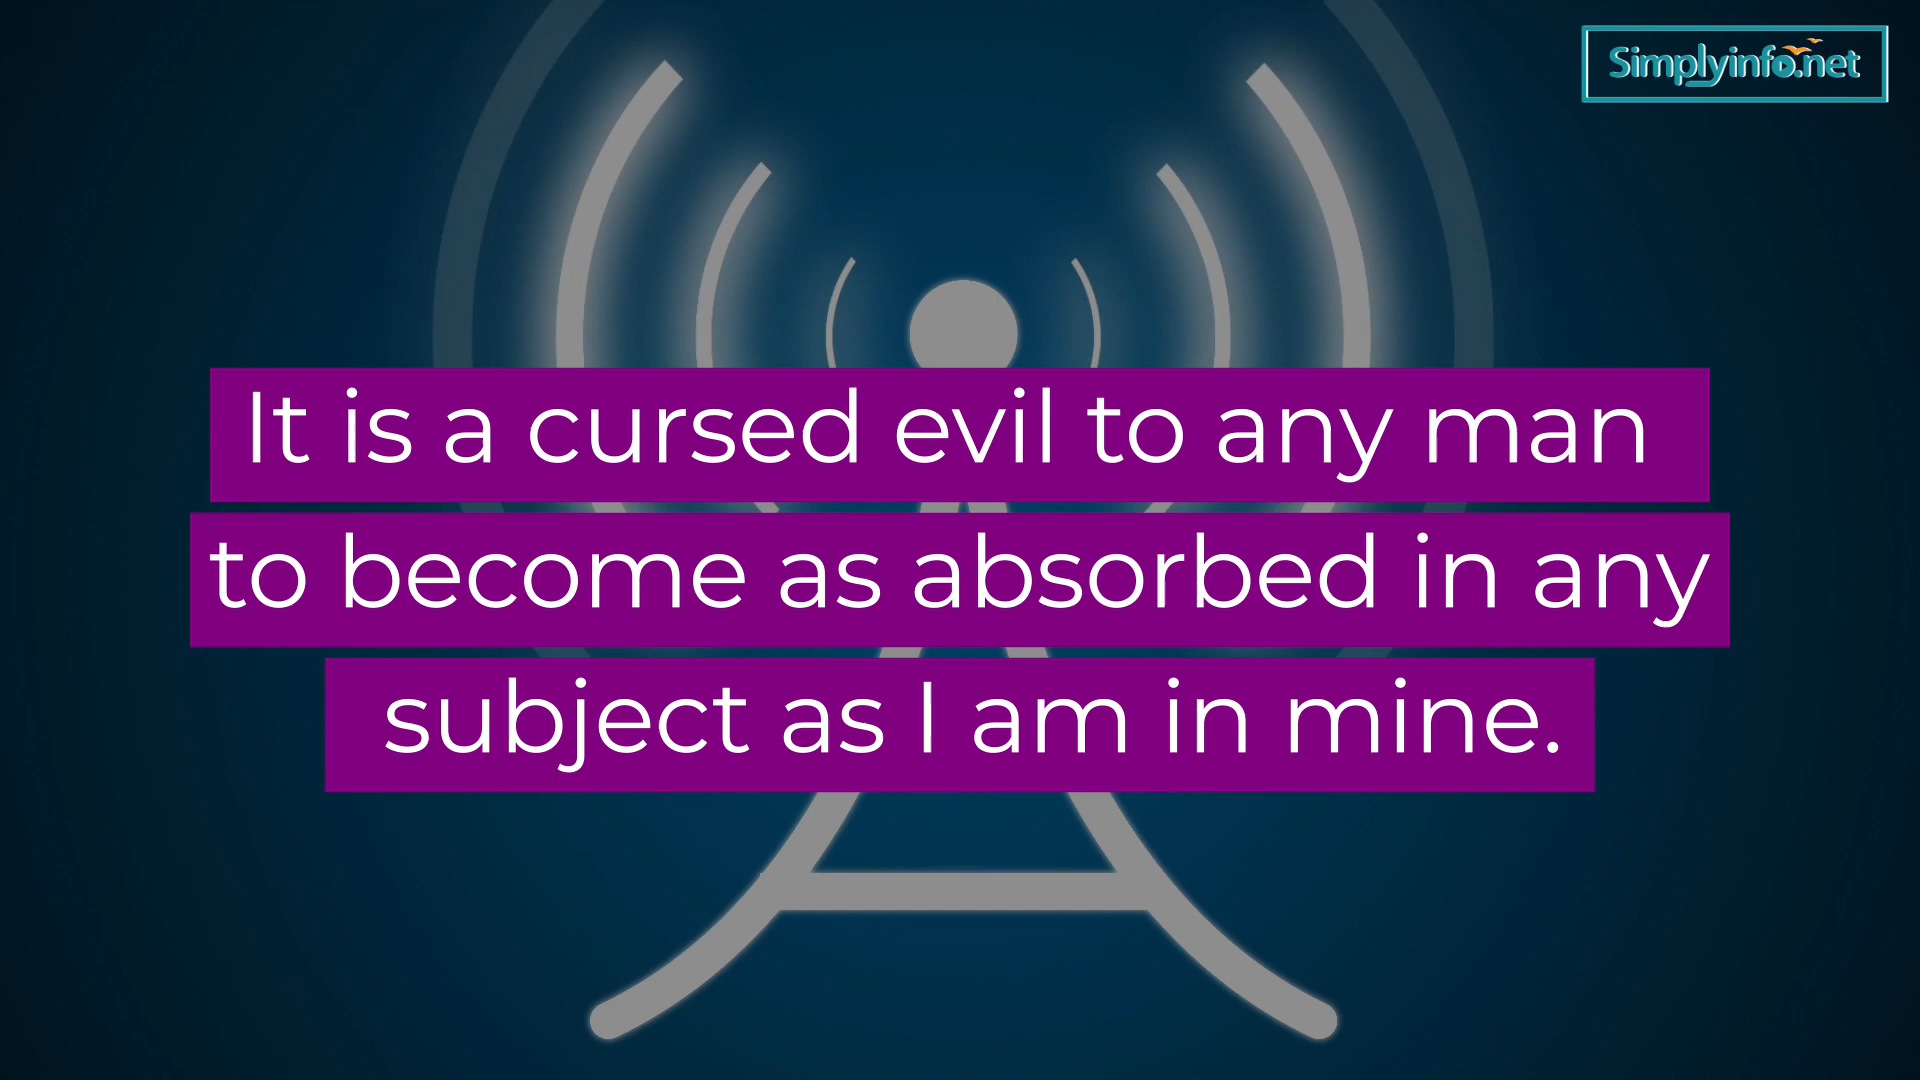 Simplyinfo.net
It is a cursed evil to any man
to become as absorbed in any
subject as I am in mine.